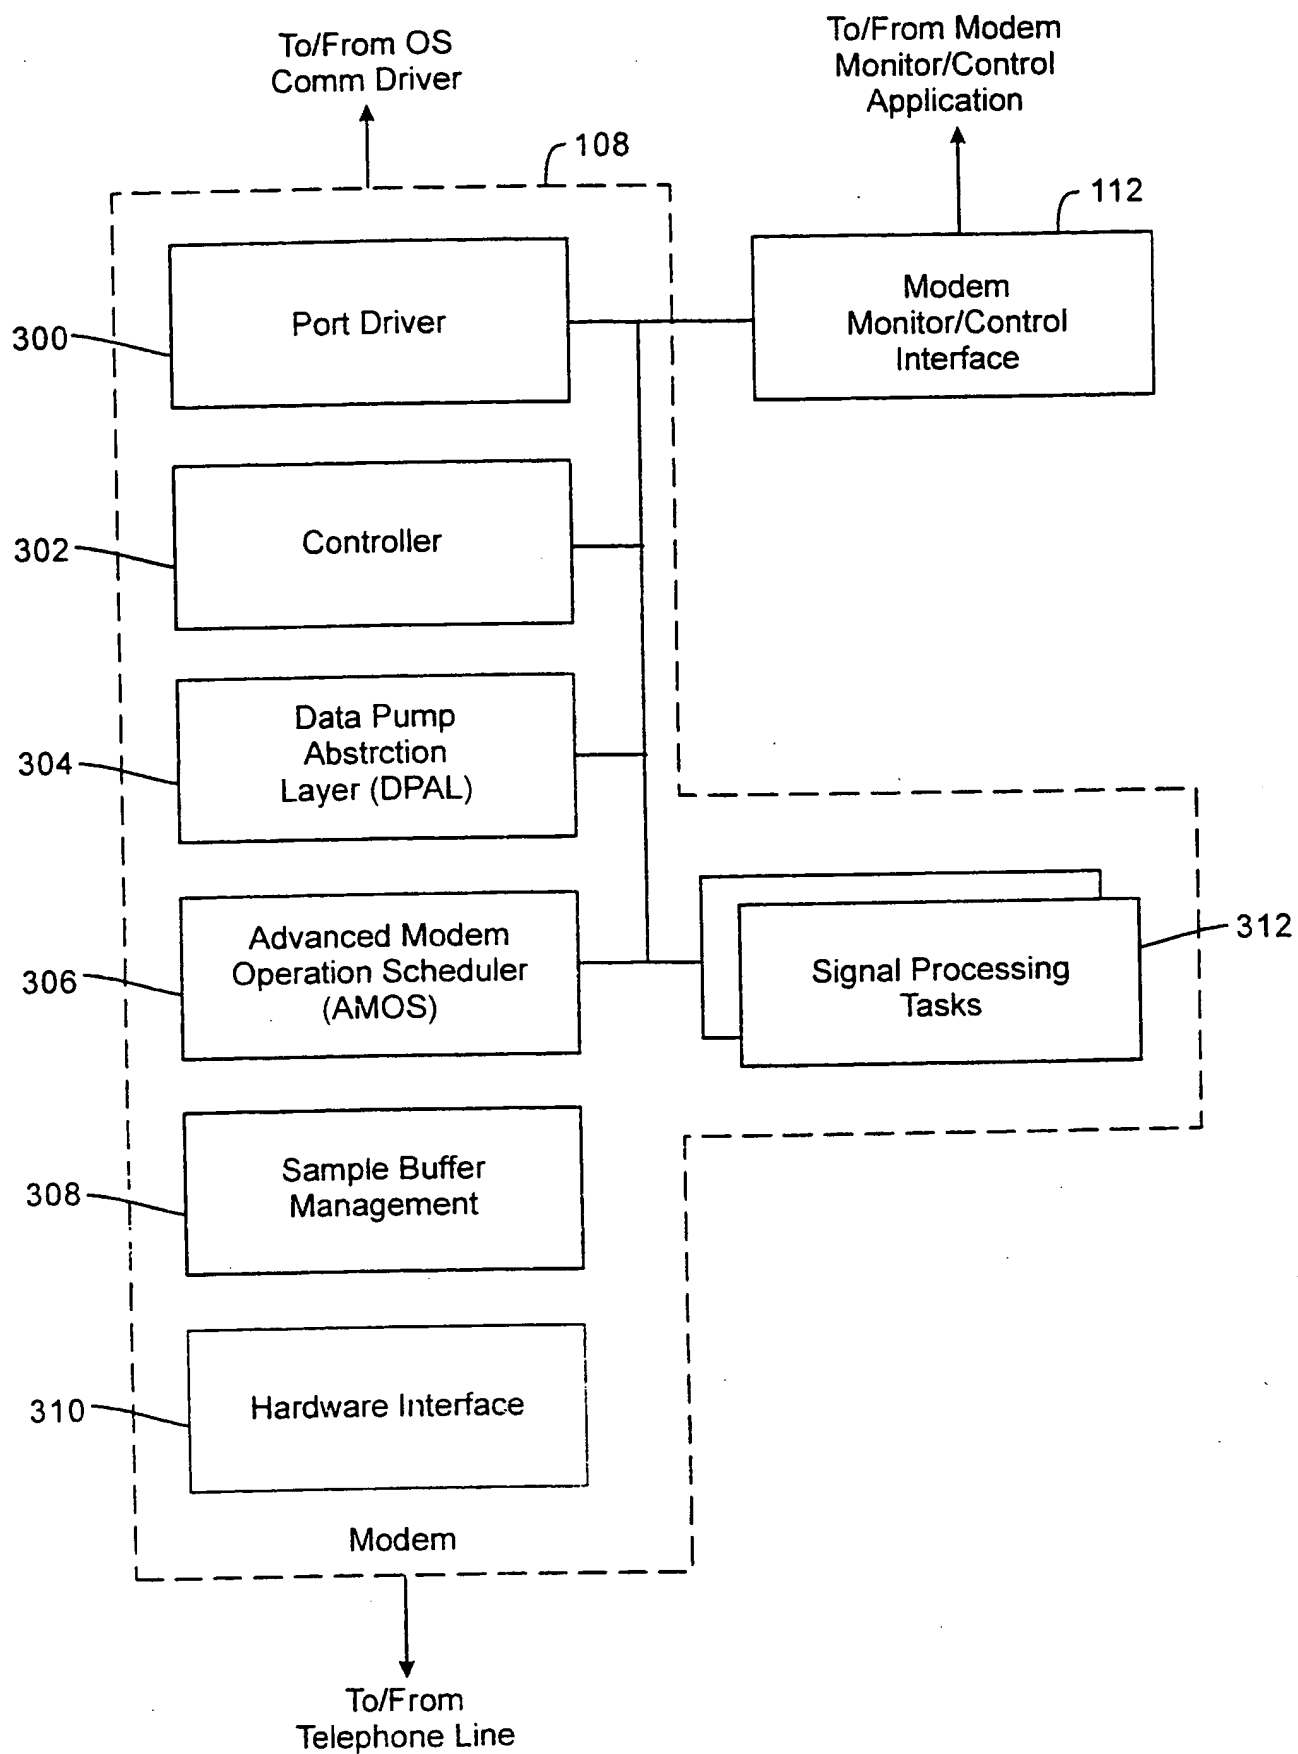 To/From OS
Comm Driver
To/From Modem
Monitor/Control
Application
108
112
Port Driver
300
Modem
Monitor/Control
Interface
Controller
302
Data Pump
Abstrction
Layer (DPAL)
304
Advanced Modem
Operation Scheduler
(AMOS)
306
Signal Processing
Tasks
312
Sample Buffer
Management
308
Hardware Interface
310
Modem
To/From
Telephone Line